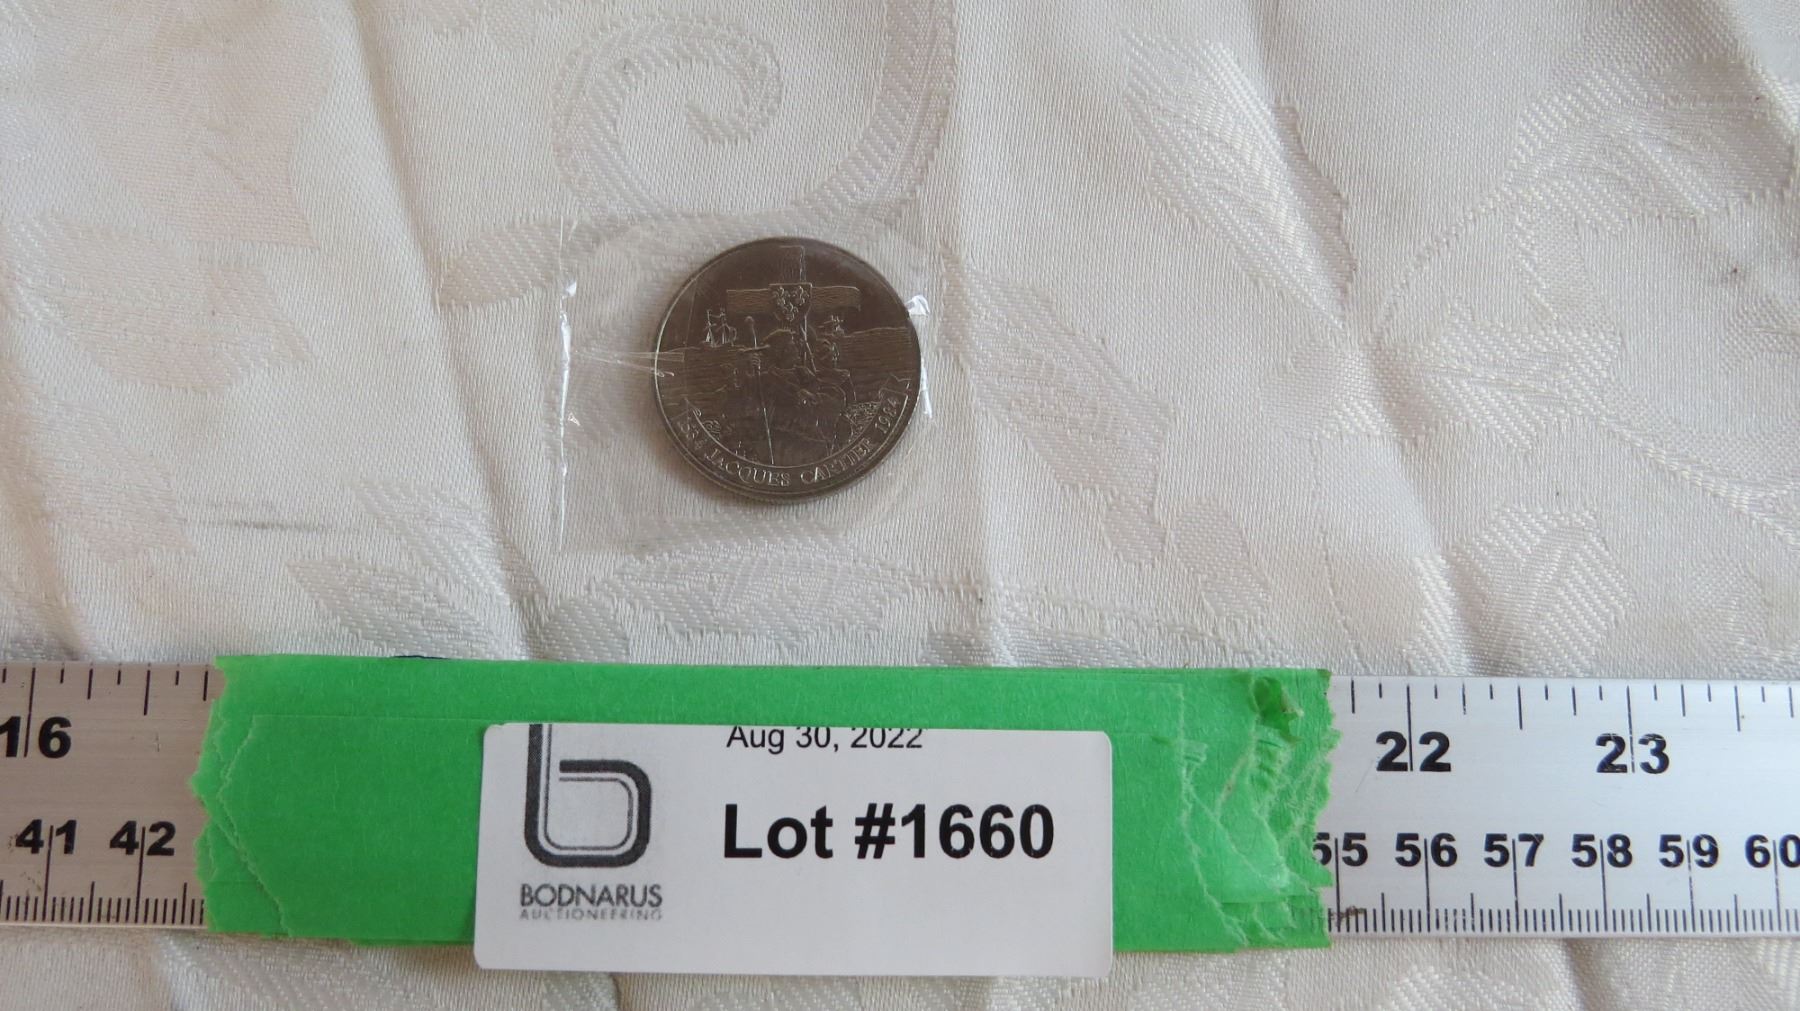 1534 JACQUES CARTIER 1984
16
22 23
41 42
55 56 57 58 59 60
Aug 30, 2022
Lot #1660
BODNARUS
AUCTIONEERING